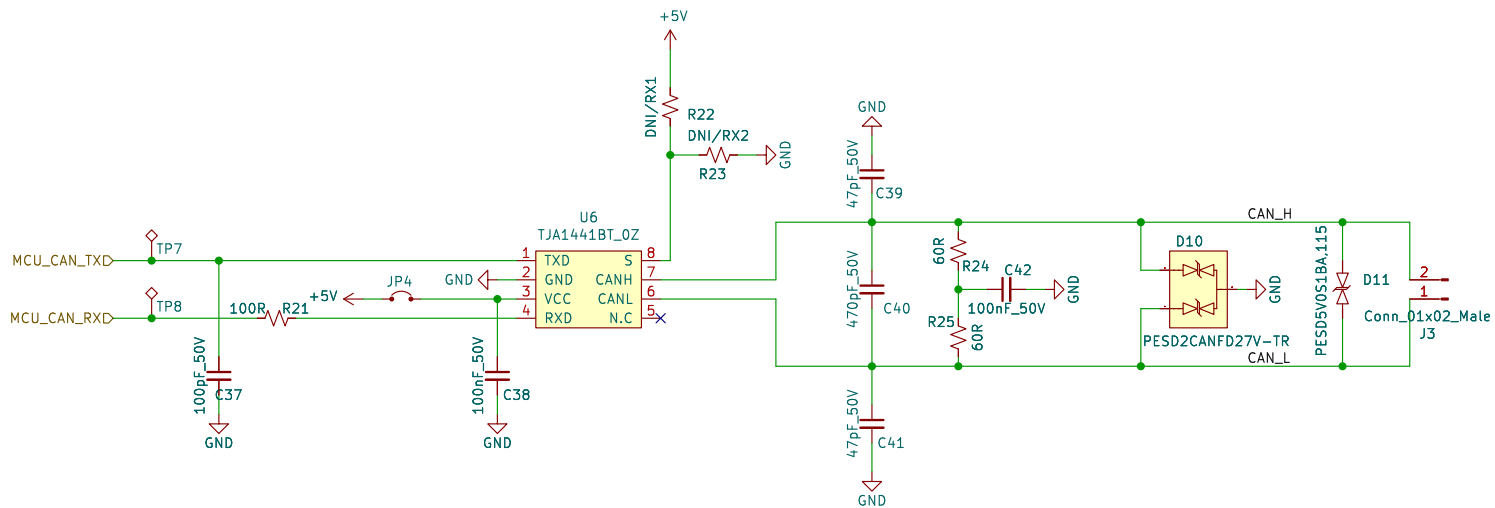 +5V
DNI/RX1
R22
DNI/RX2
R23
GND
GND
47pF_50V
C39
U6
TJA1441BT_0Z
MCU_CAN_TX
TP7
1 TXD
2 GND
3 VCC
4 RXD
S 8
CANH 7
CANL 6
N.C 5
GND
JP4
+5V
MCU_CAN_RX
TP8
100R R21
100pF_50V
C37
GND
100nF_50V
C38
GND
470pF_50V
C40
60R
R24
C42
100nF_50V
GND
R25
60R
47pF_50V
C41
GND
CAN_H
D10
GND
PESD2CANFD27V-TR
CAN_L
PESD5V0S1BA,115
D11
2
1
Conn_01x02_Male
J3